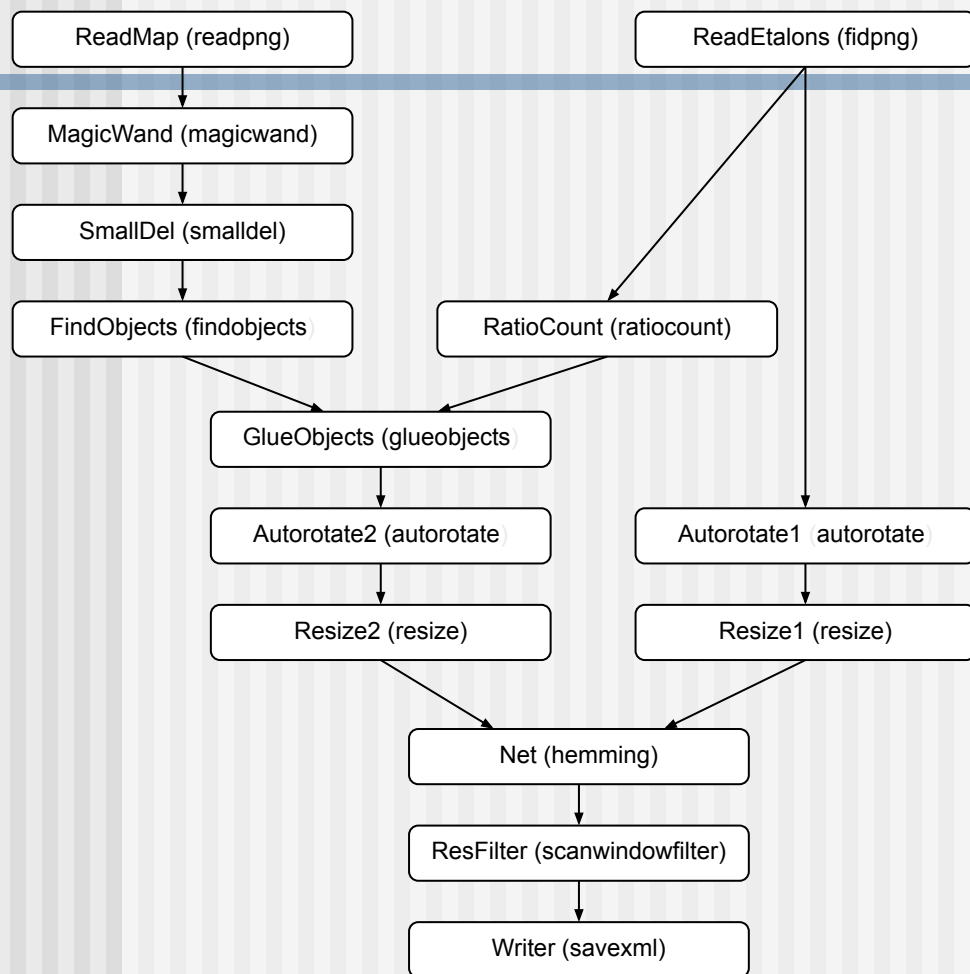 ReadMap (readpng)
ReadEtalons (fidpng)
MagicWand (magicwand)
SmallDel (smalldel)
FindObjects (findobjects)
RatioCount (ratiocount)
GlueObjects (glueobjects)
Autorotate2 (autorotate)
Autorotate1 (autorotate)
Resize2 (resize)
Resize1 (resize)
Net (hemming)
ResFilter (scanwindowfilter)
Writer (savexml)